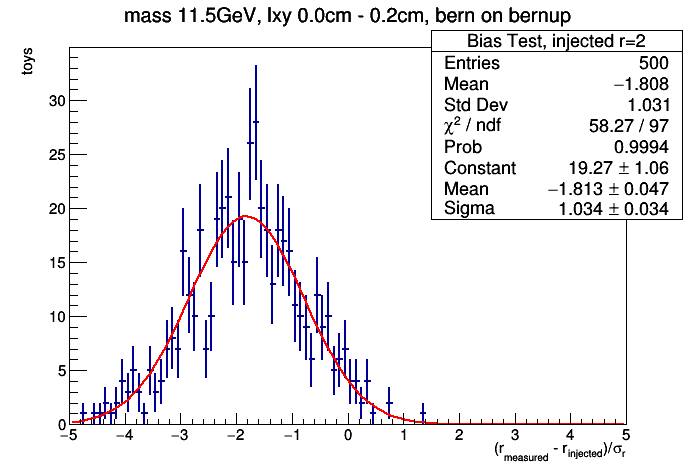 mass 11.5GeV, lxy 0.0cm - 0.2cm, bern on bernup
toys
Bias Test, injected r=2
Entries 500
Mean −1.808
Std Dev 1.031
χ² / ndf 58.27 / 97
Prob 0.9994
Constant 19.27 ± 1.06
Mean −1.813 ± 0.047
Sigma 1.034 ± 0.034
30
25
20
15
10
5
0
−5 −4 −3 −2 −1 0 1 2 3 4 5
(r_measured - r_injected)/σ_r